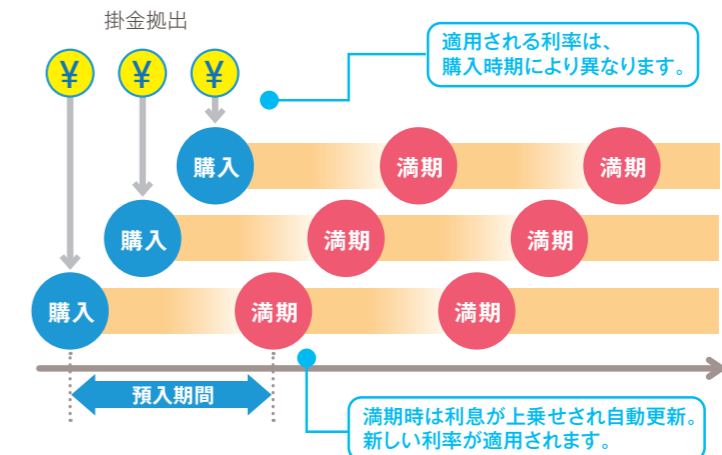 掛金拠出
¥ ¥ ¥
適用される利率は、
購入時期により異なります。
購入 満期 満期
購入 満期 満期
購入 満期 満期
預入期間
満期時は利息が上乗せされ自動更新。
新しい利率が適用されます。